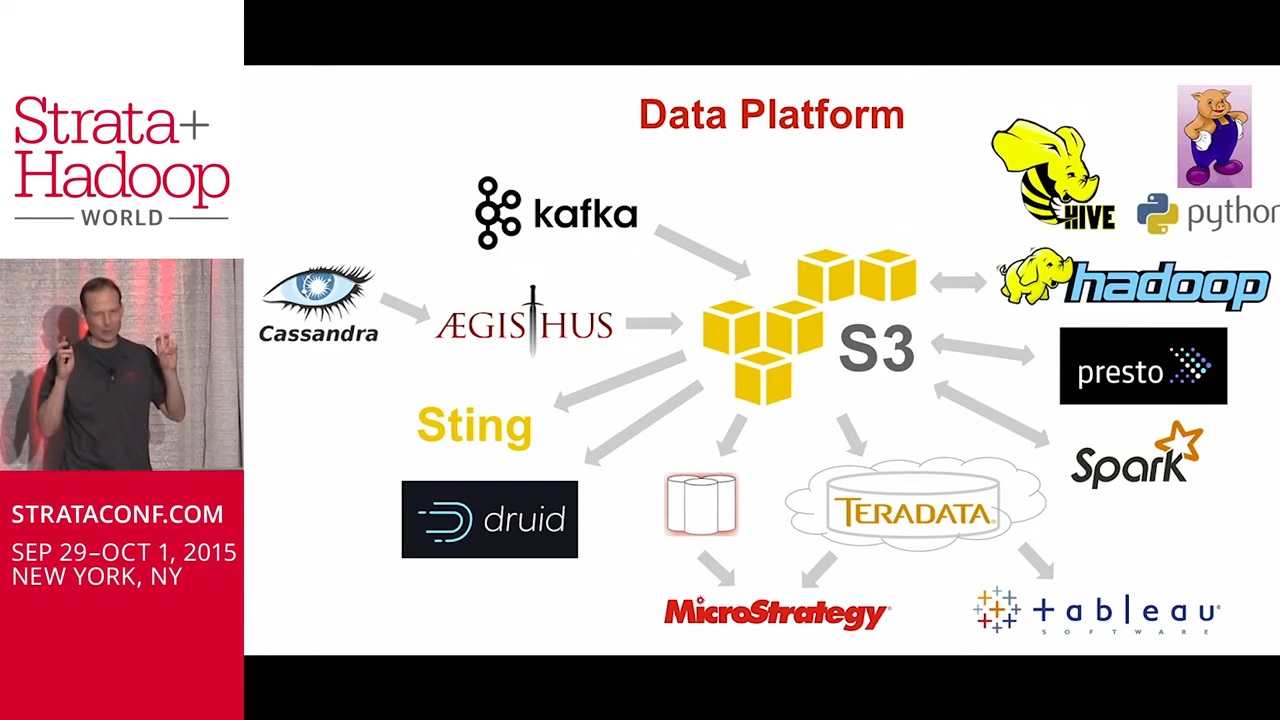 Strata+
Hadoop
WORLD
STRATACONF.COM
SEP 29–OCT 1, 2015
NEW YORK, NY
Data Platform
kafka
HIVE
python
Cassandra
ÆGISTHUS
S3
hadoop
presto
Sting
Spark
druid
TERADATA
MicroStrategy
+ableau
SOFTWARE